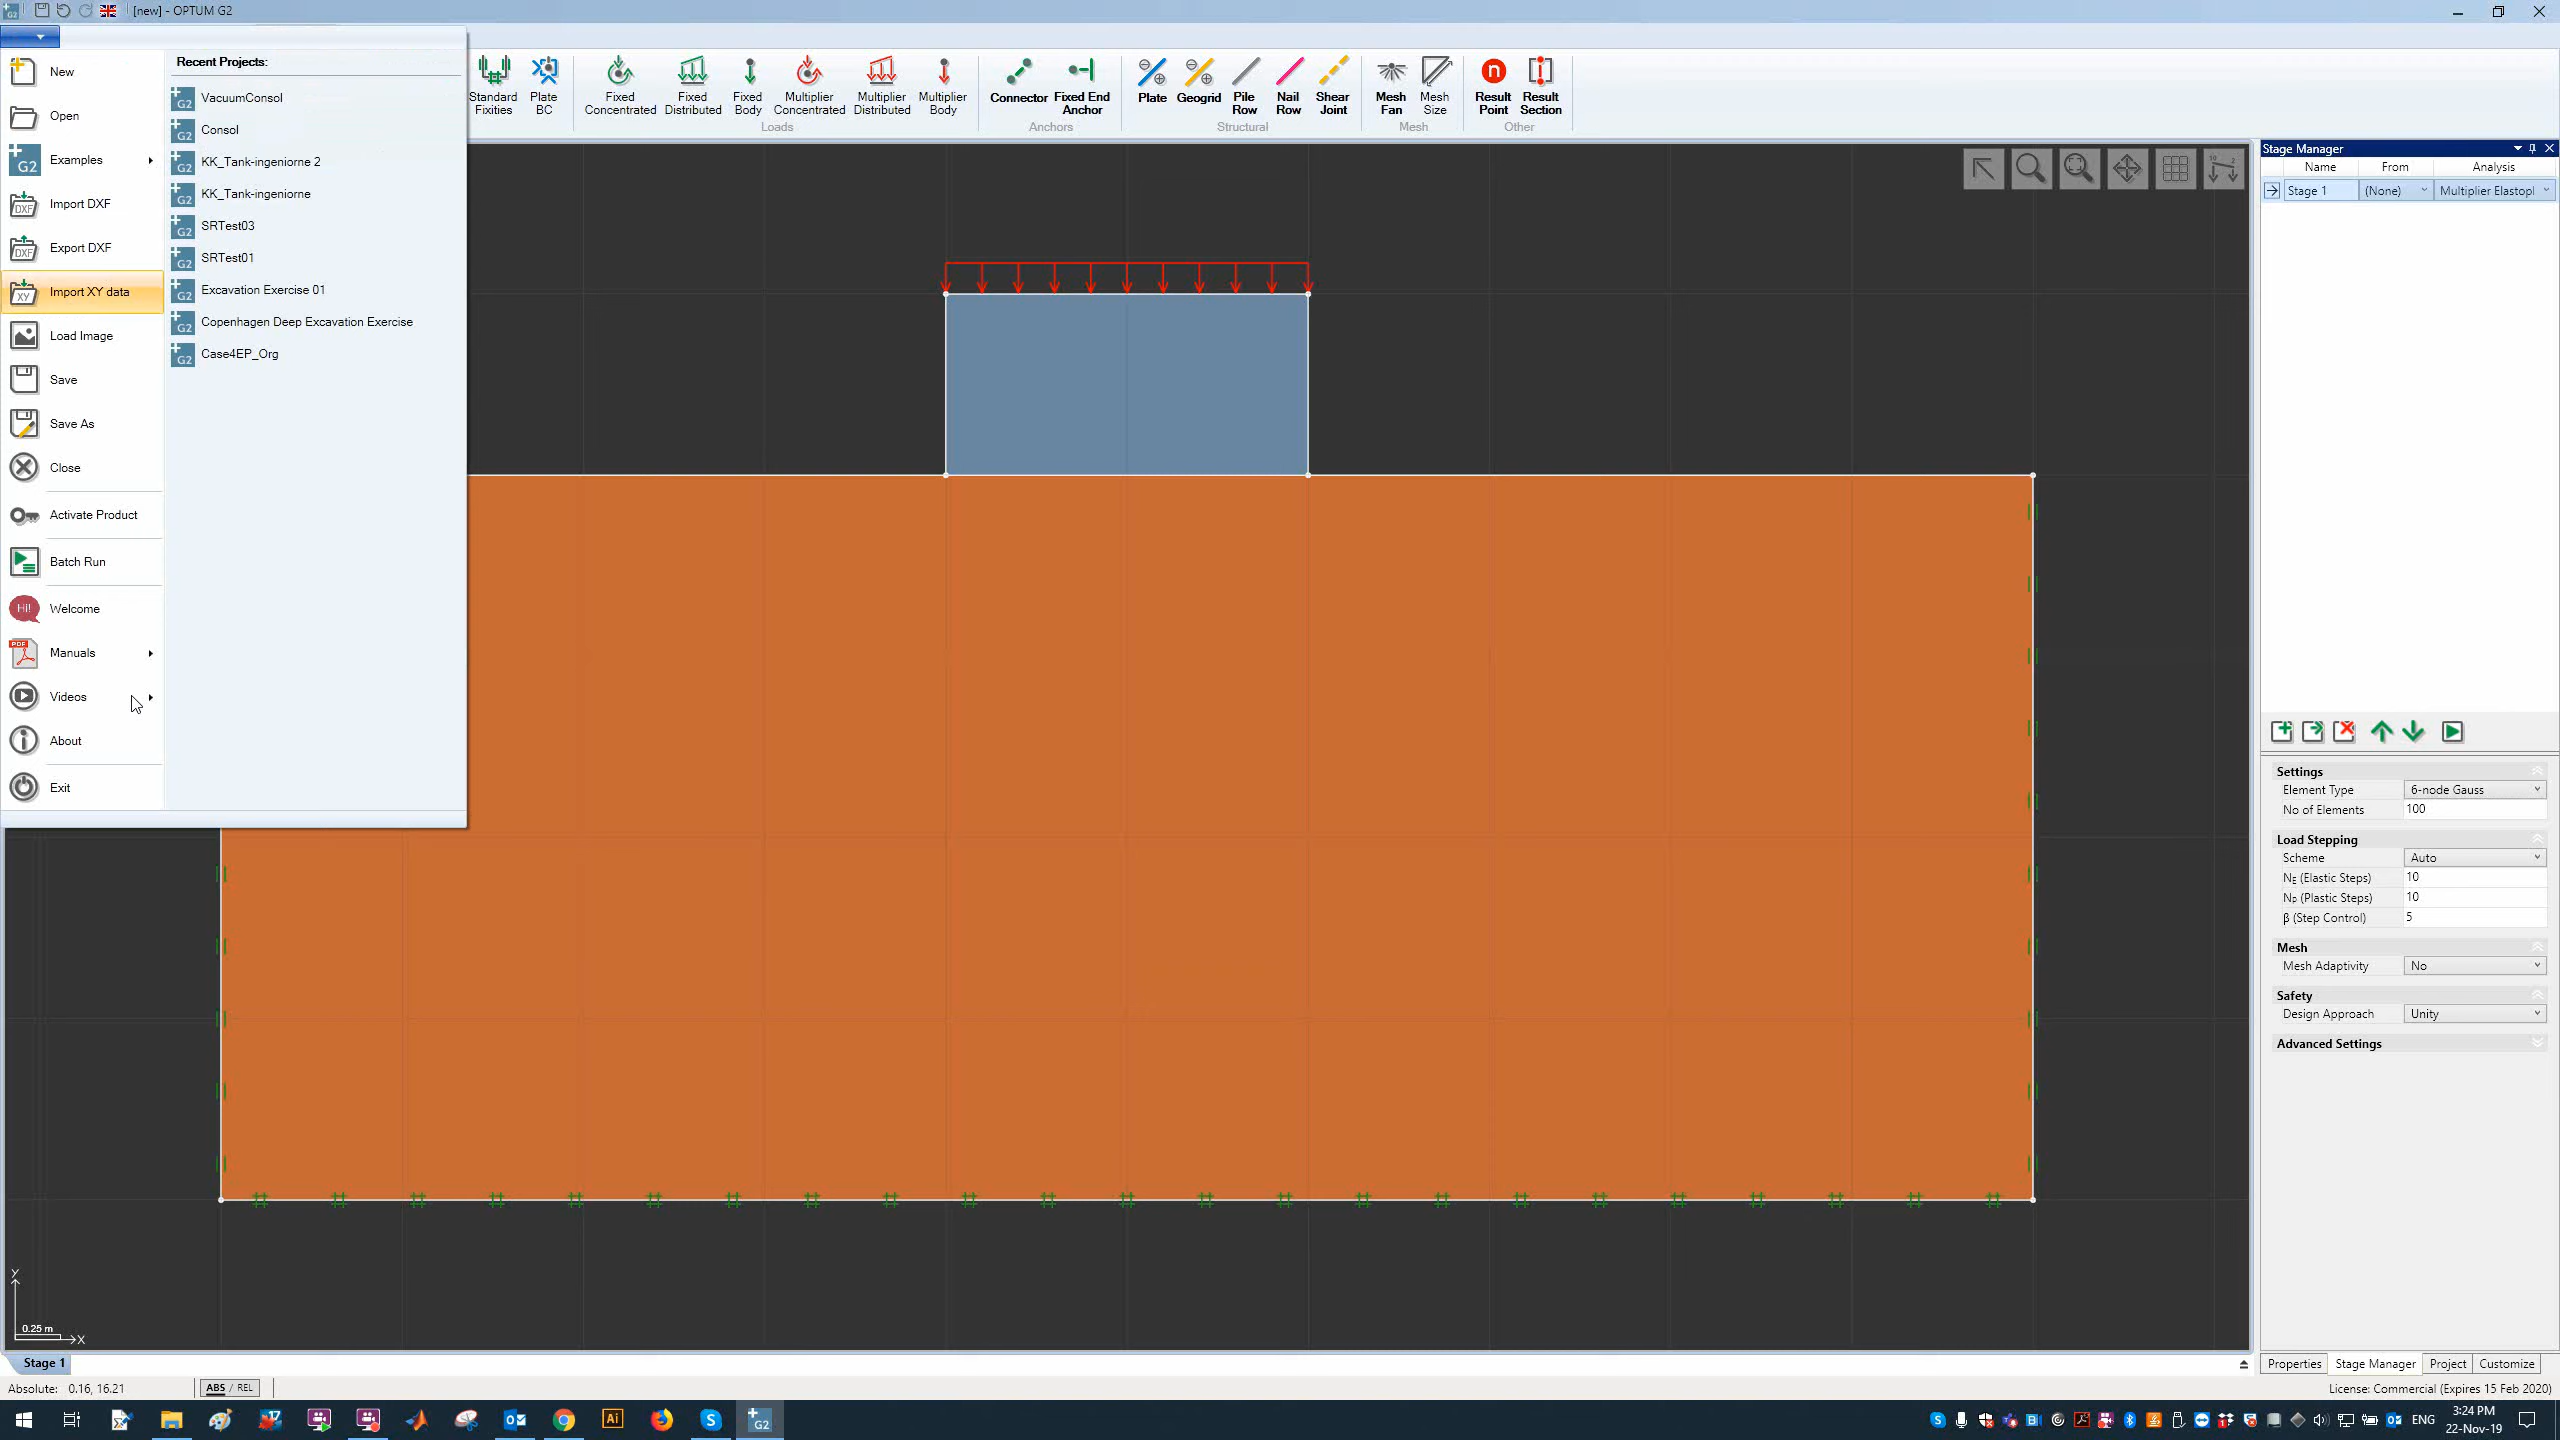 [new] - OPTUM G2
New
Open
Examples
Import DXF
Export DXF
Import XY data
Load Image
Save
Save As
Close
Activate Product
Batch Run
Welcome
Manuals
Videos
About
Exit
Recent Projects:
VacuumConsol
Consol
KK_Tank-ingeniorne 2
KK_Tank-ingeniorne
SRTest03
SRTest01
Excavation Exercise 01
Copenhagen Deep Excavation Exercise
Case4EP_Org
Standard Fixities
Plate BC
Fixed Concentrated
Fixed Distributed
Fixed Body
Multiplier Concentrated
Multiplier Distributed
Multiplier Body
Loads
Connector
Fixed End Anchor
Anchors
Plate
Geogrid
Pile Row
Nail Row
Shear Joint
Structural
Mesh Fan
Mesh Size
Mesh
Result Point
Result Section
Other
Stage Manager
Name From Analysis
Stage 1 (None) Multiplier Elastopl
Settings
Element Type 6-node Gauss
No of Elements 100
Load Stepping
Scheme Auto
NE (Elastic Steps) 10
NP (Plastic Steps) 10
β (Step Control) 5
Mesh
Mesh Adaptivity No
Safety
Design Approach Unity
Advanced Settings
Y
0.25 m
X
Stage 1
Properties Stage Manager Project Customize
Absolute: 0.16, 16.21 ABS / REL
License: Commercial (Expires 15 Feb 2020)
ENG
3:24 PM
22-Nov-19